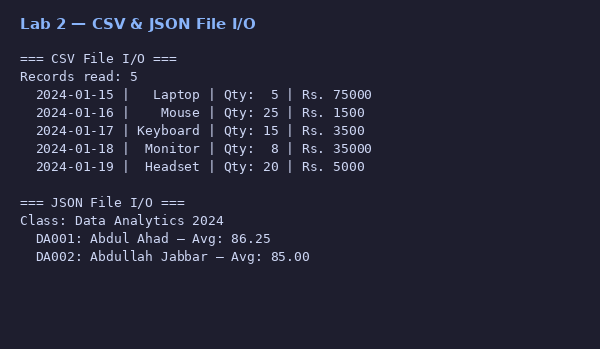 Lab 2 — CSV & JSON File I/O
=== CSV File I/O ===
Records read: 5
  2024-01-15 |   Laptop | Qty:  5 | Rs. 75000
  2024-01-16 |    Mouse | Qty: 25 | Rs. 1500
  2024-01-17 | Keyboard | Qty: 15 | Rs. 3500
  2024-01-18 |  Monitor | Qty:  8 | Rs. 35000
  2024-01-19 |  Headset | Qty: 20 | Rs. 5000
=== JSON File I/O ===
Class: Data Analytics 2024
  DA001: Abdul Ahad — Avg: 86.25
  DA002: Abdullah Jabbar — Avg: 85.00